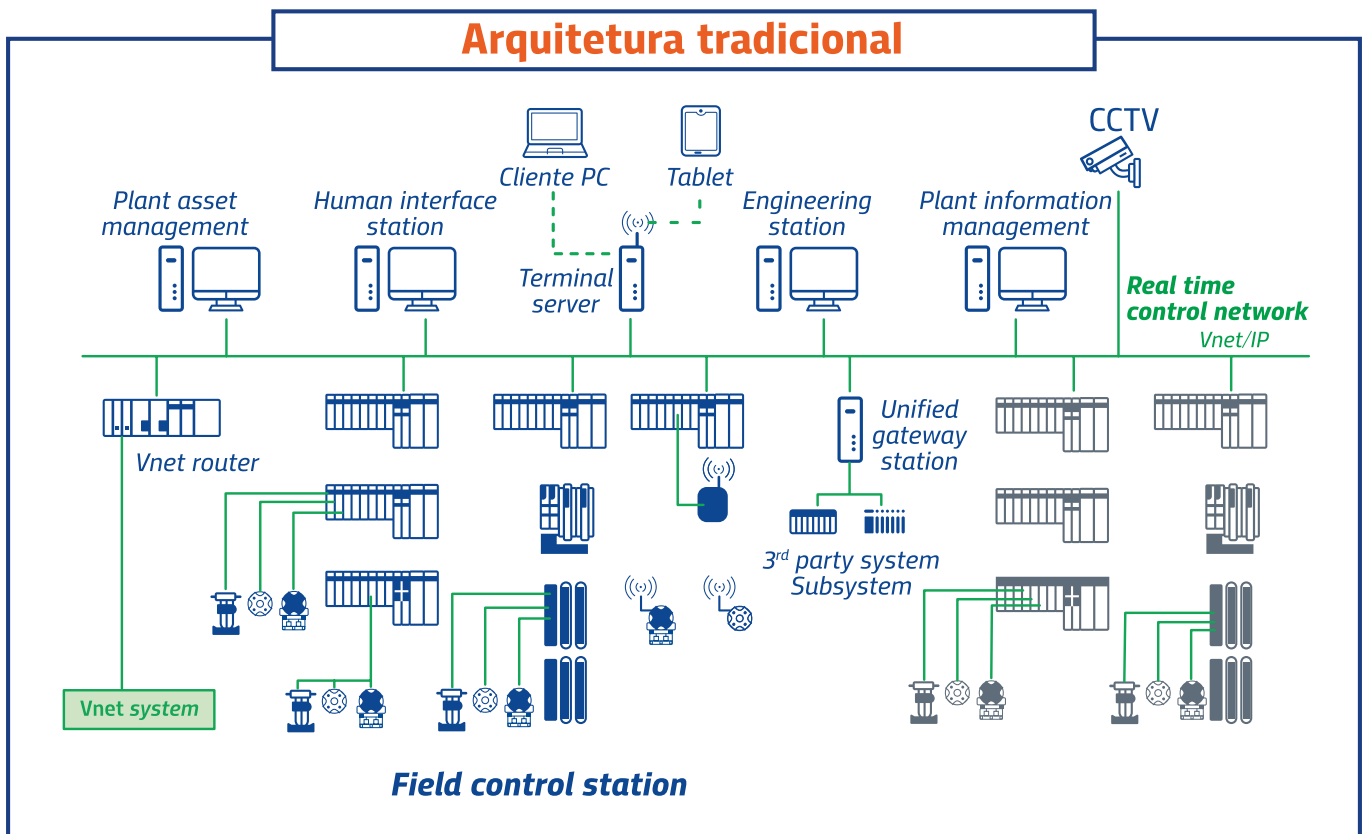 Arquitetura tradicional
CCTV
Cliente PC
Tablet
Plant asset
management
Human interface
station
Engineering
station
Plant information
management
Terminal
server
Real time
control network
Vnet/IP
Vnet router
Unified
gateway
station
3rd party system
Subsystem
Vnet system
Field control station